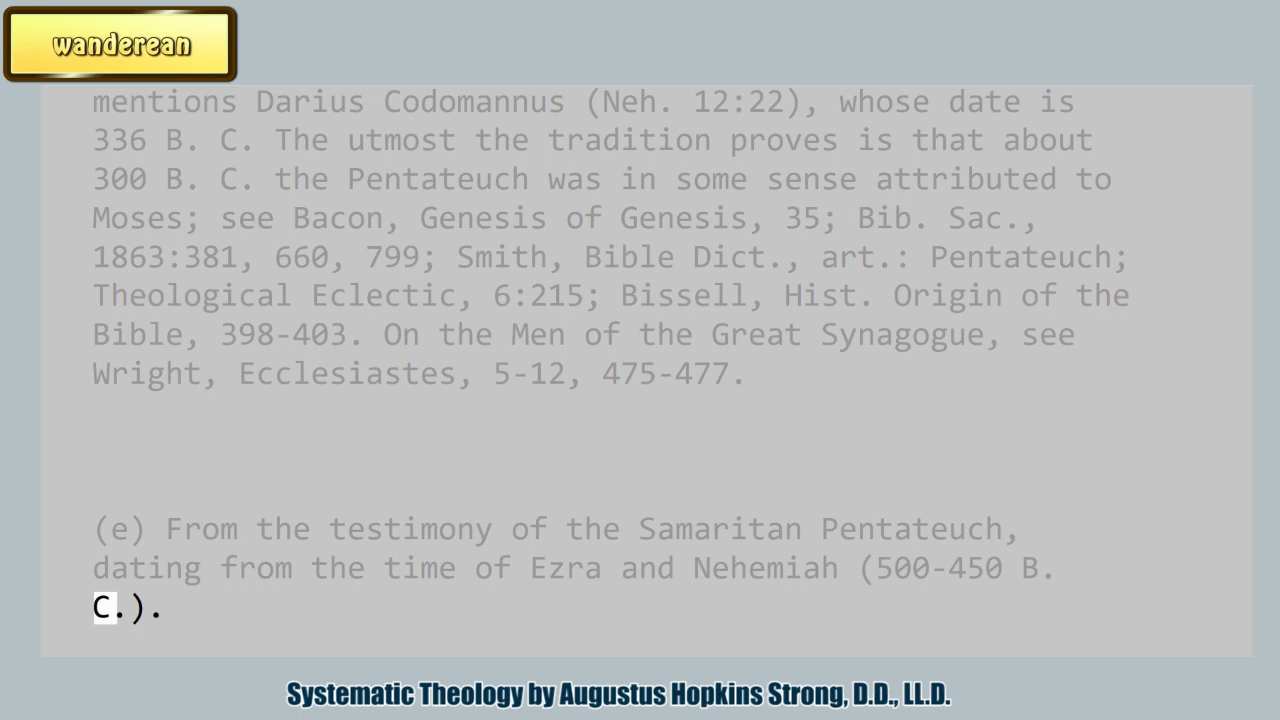 wanderean
mentions Darius Codomannus (Neh. 12:22), whose date is
336 B. C. The utmost the tradition proves is that about
300 B. C. the Pentateuch was in some sense attributed to
Moses; see Bacon, Genesis of Genesis, 35; Bib. Sac.,
1863:381, 660, 799; Smith, Bible Dict., art.: Pentateuch;
Theological Eclectic, 6:215; Bissell, Hist. Origin of the
Bible, 398-403. On the Men of the Great Synagogue, see
Wright, Ecclesiastes, 5-12, 475-477.
(e) From the testimony of the Samaritan Pentateuch,
dating from the time of Ezra and Nehemiah (500-450 B.
C.).
Systematic Theology by Augustus Hopkins Strong, D.D., LL.D.